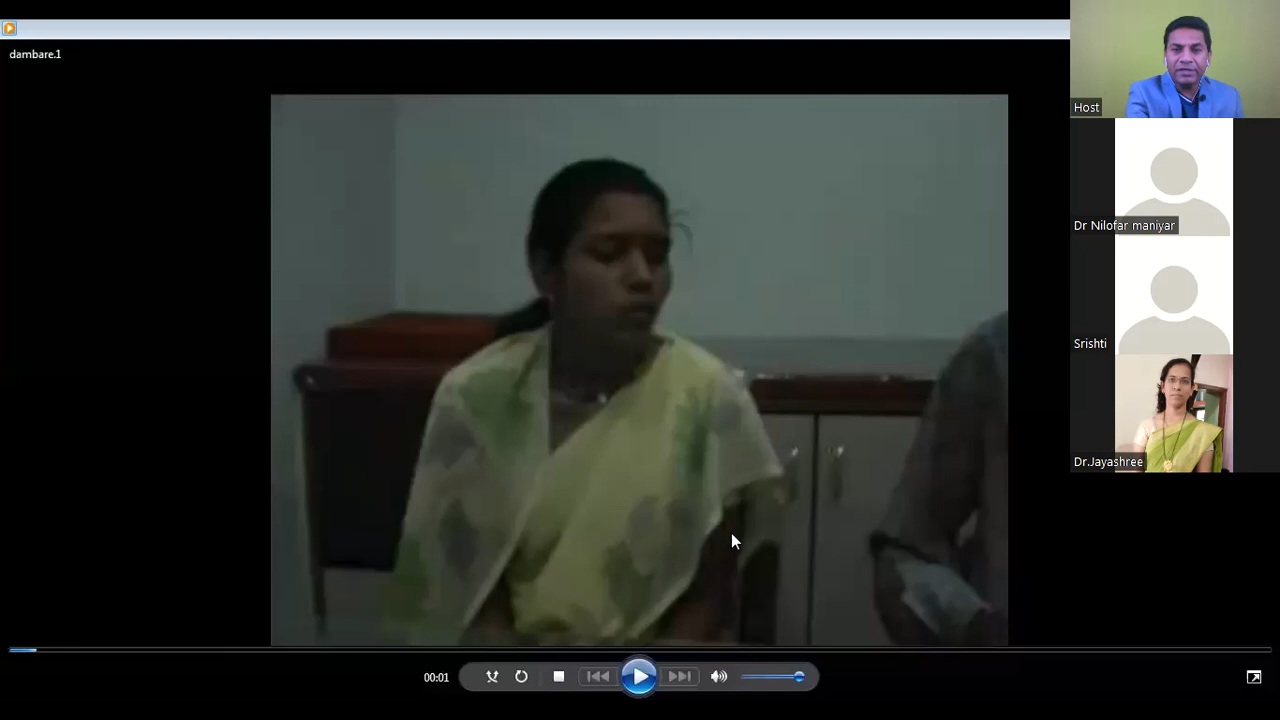 dambare.1
Host
Dr Nilofar maniyar
Srishti
Dr.Jayashree
00:01